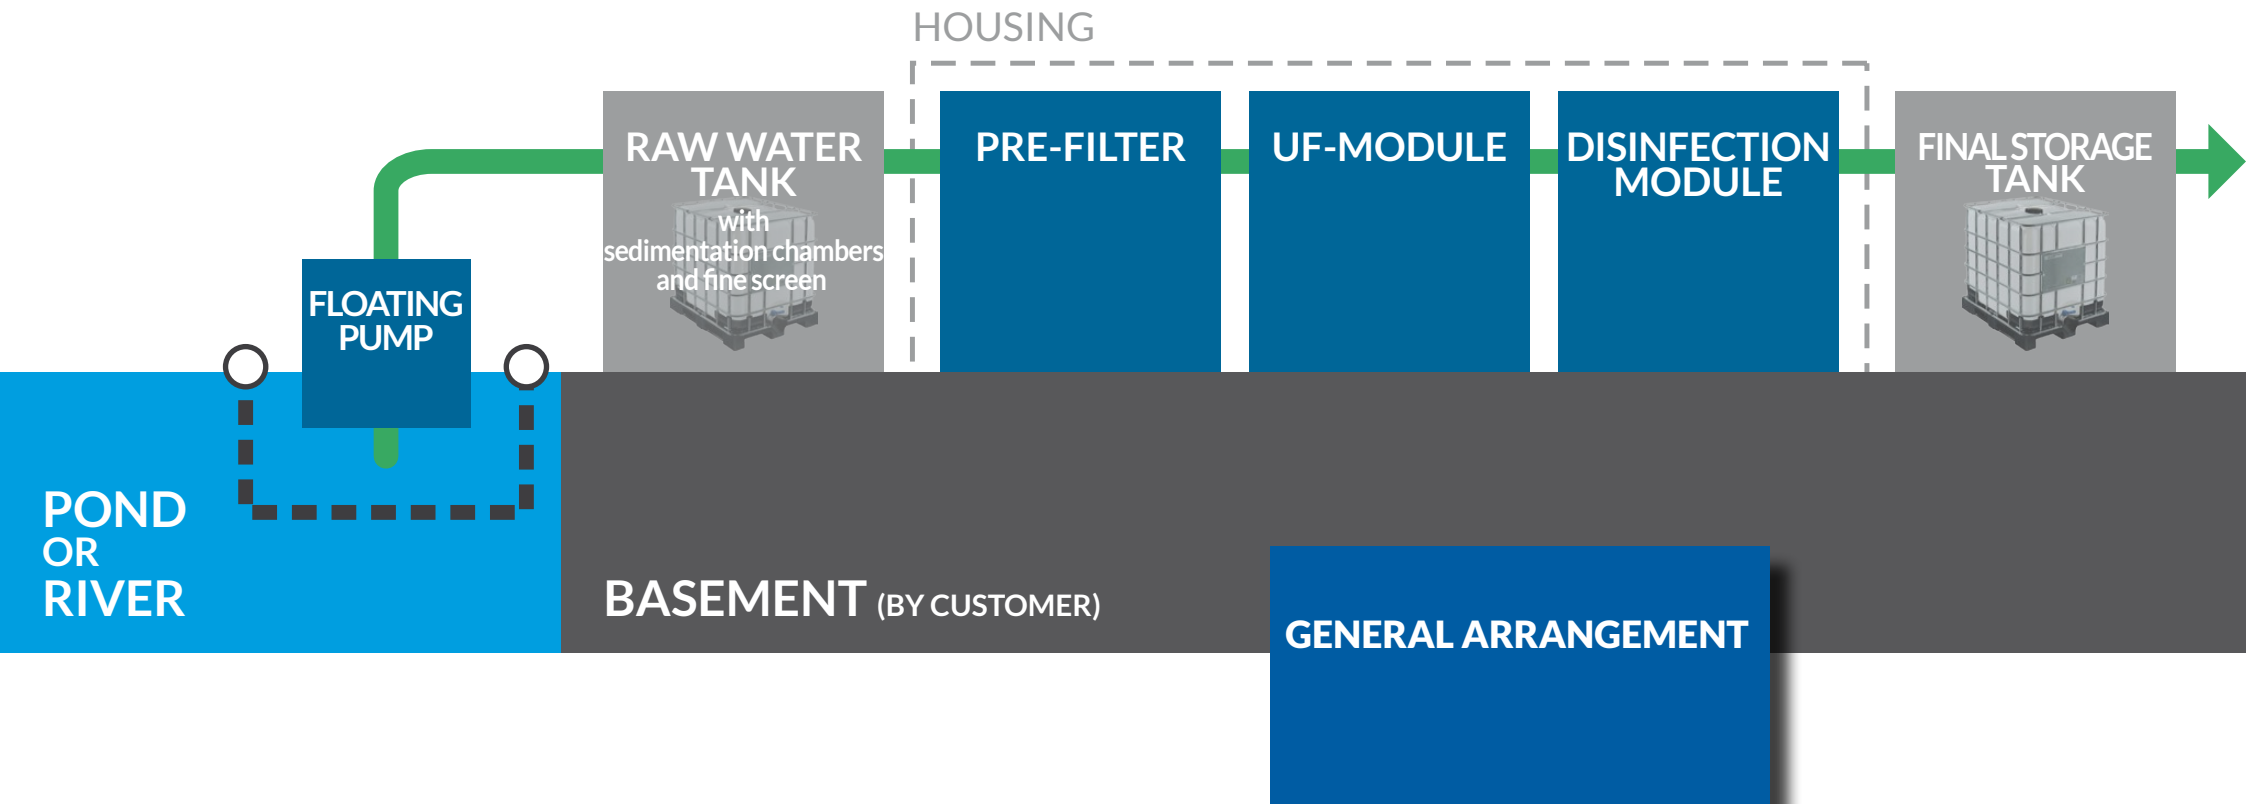 HOUSING
RAW WATER
TANK
with
sedimentation chambers
and fine screen
PRE-FILTER
UF-MODULE
DISINFECTION
MODULE
FINAL STORAGE
TANK
FLOATING
PUMP
POND
OR
RIVER
BASEMENT (BY CUSTOMER)
GENERAL ARRANGEMENT